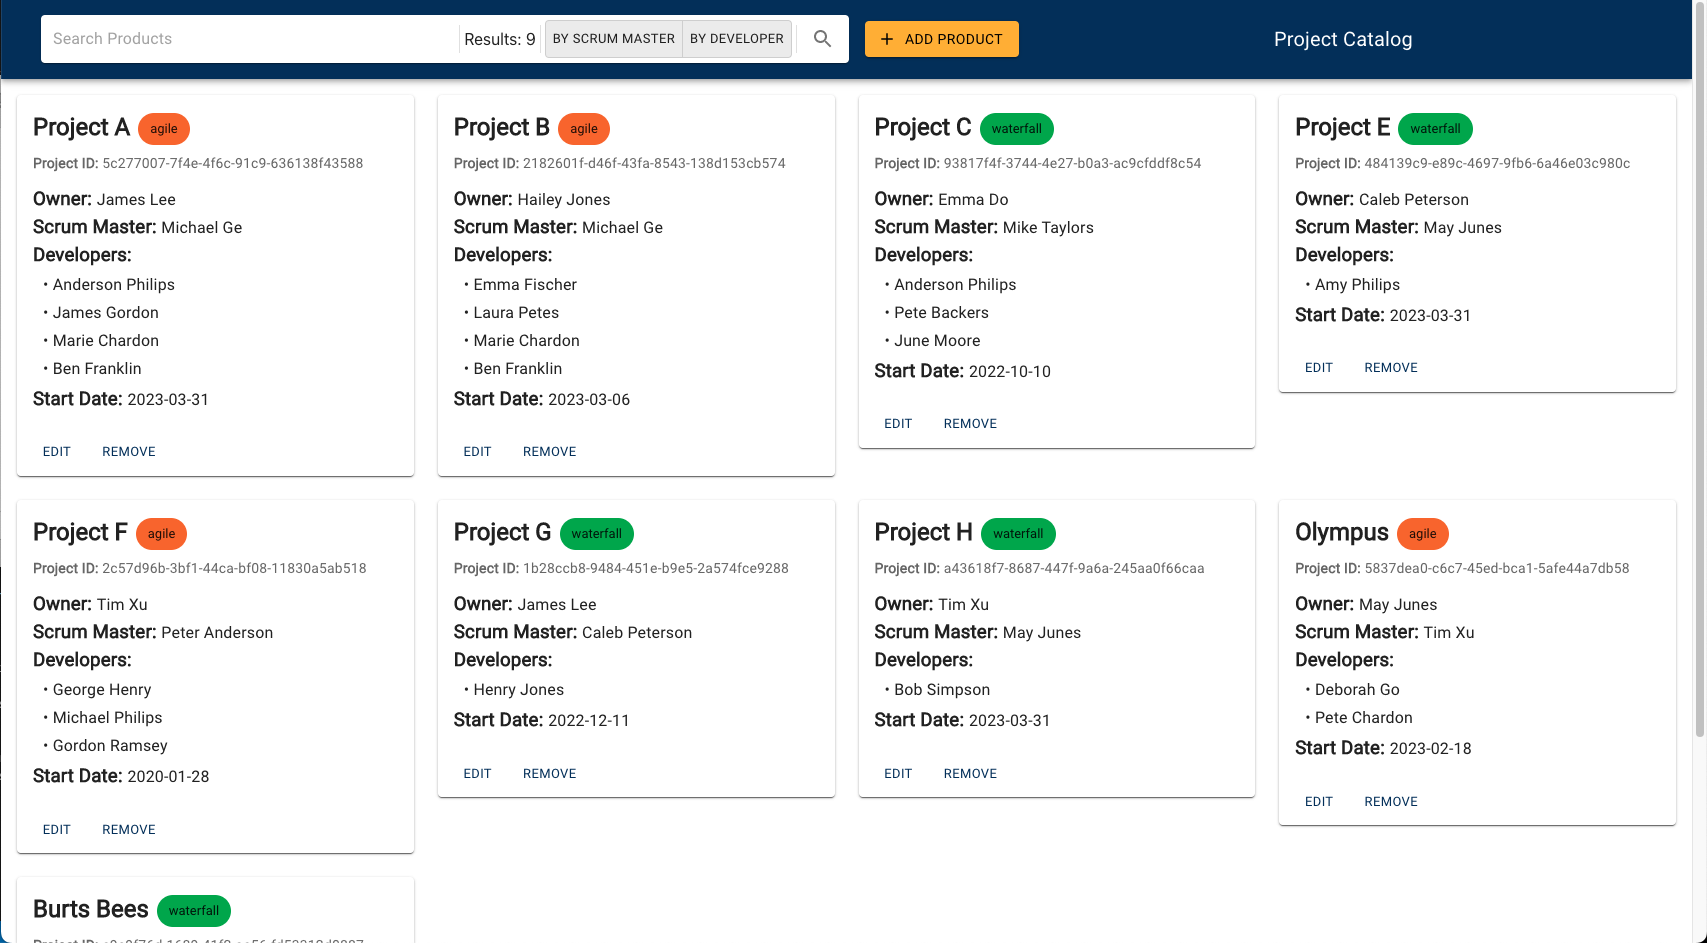 Search Products
Results: 9
BY SCRUM MASTER
BY DEVELOPER
ADD PRODUCT
Project Catalog
Project A agile
Project ID: 5c277007-7f4e-4f6c-91c9-636138f43588
Owner: James Lee
Scrum Master: Michael Ge
Developers:
• Anderson Philips
• James Gordon
• Marie Chardon
• Ben Franklin
Start Date: 2023-03-31
EDIT REMOVE
Project B agile
Project ID: 2182601f-d46f-43fa-8543-138d153cb574
Owner: Hailey Jones
Scrum Master: Michael Ge
Developers:
• Emma Fischer
• Laura Petes
• Marie Chardon
• Ben Franklin
Start Date: 2023-03-06
EDIT REMOVE
Project C waterfall
Project ID: 93817f4f-3744-4e27-b0a3-ac9cfddf8c54
Owner: Emma Do
Scrum Master: Mike Taylors
Developers:
• Anderson Philips
• Pete Backers
• June Moore
Start Date: 2022-10-10
EDIT REMOVE
Project E waterfall
Project ID: 484139c9-e89c-4697-9fb6-6a46e03c980c
Owner: Caleb Peterson
Scrum Master: May Junes
Developers:
• Amy Philips
Start Date: 2023-03-31
EDIT REMOVE
Project F agile
Project ID: 2c57d96b-3bf1-44ca-bf08-11830a5ab518
Owner: Tim Xu
Scrum Master: Peter Anderson
Developers:
• George Henry
• Michael Philips
• Gordon Ramsey
Start Date: 2020-01-28
EDIT REMOVE
Project G waterfall
Project ID: 1b28ccb8-9484-451e-b9e5-2a574fce9288
Owner: James Lee
Scrum Master: Caleb Peterson
Developers:
• Henry Jones
Start Date: 2022-12-11
EDIT REMOVE
Project H waterfall
Project ID: a43618f7-8687-447f-9a6a-245aa0f66caa
Owner: Tim Xu
Scrum Master: May Junes
Developers:
• Bob Simpson
Start Date: 2023-03-31
EDIT REMOVE
Olympus agile
Project ID: 5837dea0-c6c7-45ed-bca1-5afe44a7db58
Owner: May Junes
Scrum Master: Tim Xu
Developers:
• Deborah Go
• Pete Chardon
Start Date: 2023-02-18
EDIT REMOVE
Burts Bees waterfall
Project ID: